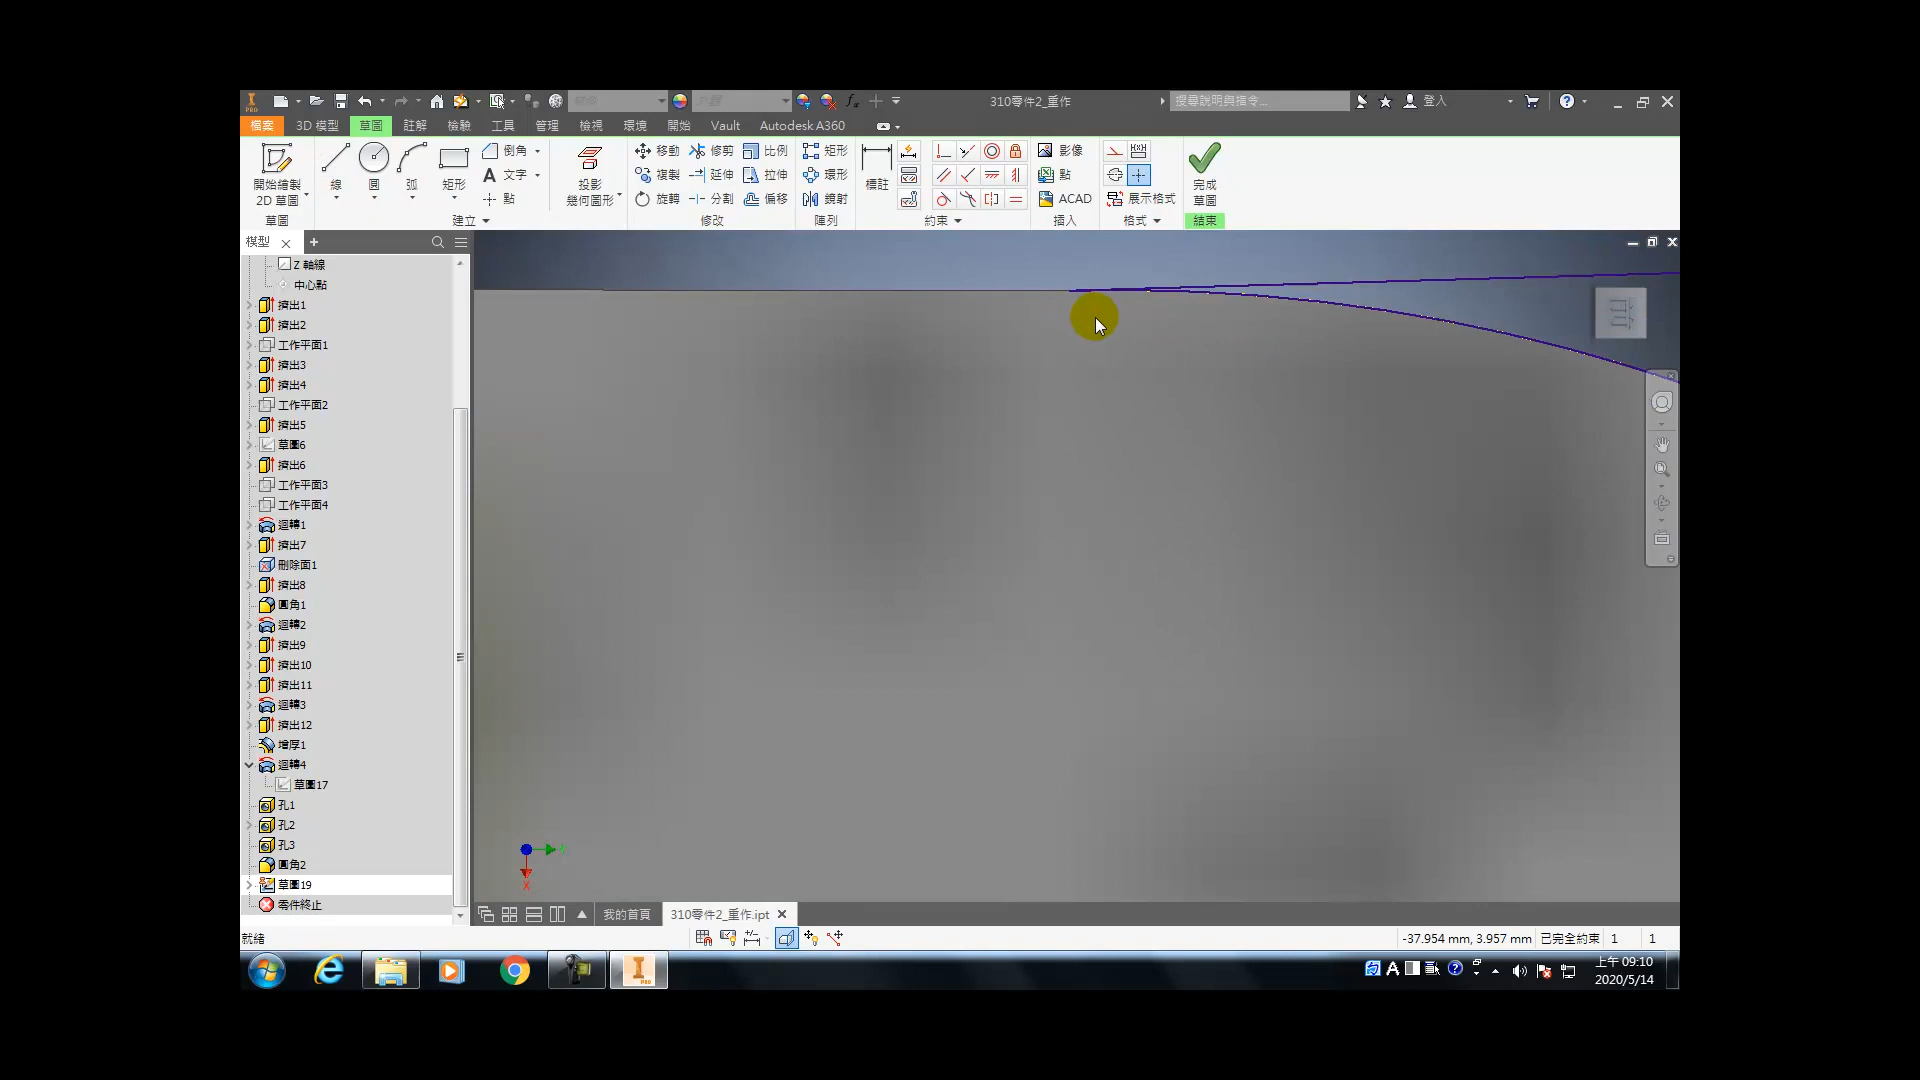 310零件2_重作
搜尋說明與指令...
登入
檔案 3D 模型 草圖 註解 檢驗 工具 管理 檢視 環境 開始 Vault Autodesk A360
開始繪製
2D 草圖
線 圓 弧 矩形
倒角
文字
點
投影
幾何圖形
移動 修剪 比例
複製 延伸 拉伸
旋轉 分割 偏移
矩形
環形
鏡射
標註
影像
點
ACAD
展示格式
完成
草圖
草圖 建立 修改 陣列 約束 插入 格式 結束
模型
Z 軸線
中心點
擠出1
擠出2
工作平面1
擠出3
擠出4
工作平面2
擠出5
草圖6
擠出6
工作平面3
工作平面4
迴轉1
擠出7
刪除面1
擠出8
圓角1
迴轉2
擠出9
擠出10
擠出11
迴轉3
擠出12
增厚1
迴轉4
草圖17
孔1
孔2
孔3
圓角2
草圖19
零件終止
X
我的首頁 310零件2_重作.ipt
就緒
-37.954 mm, 3.957 mm 已完全約束 1 1
上午 09:10
2020/5/14